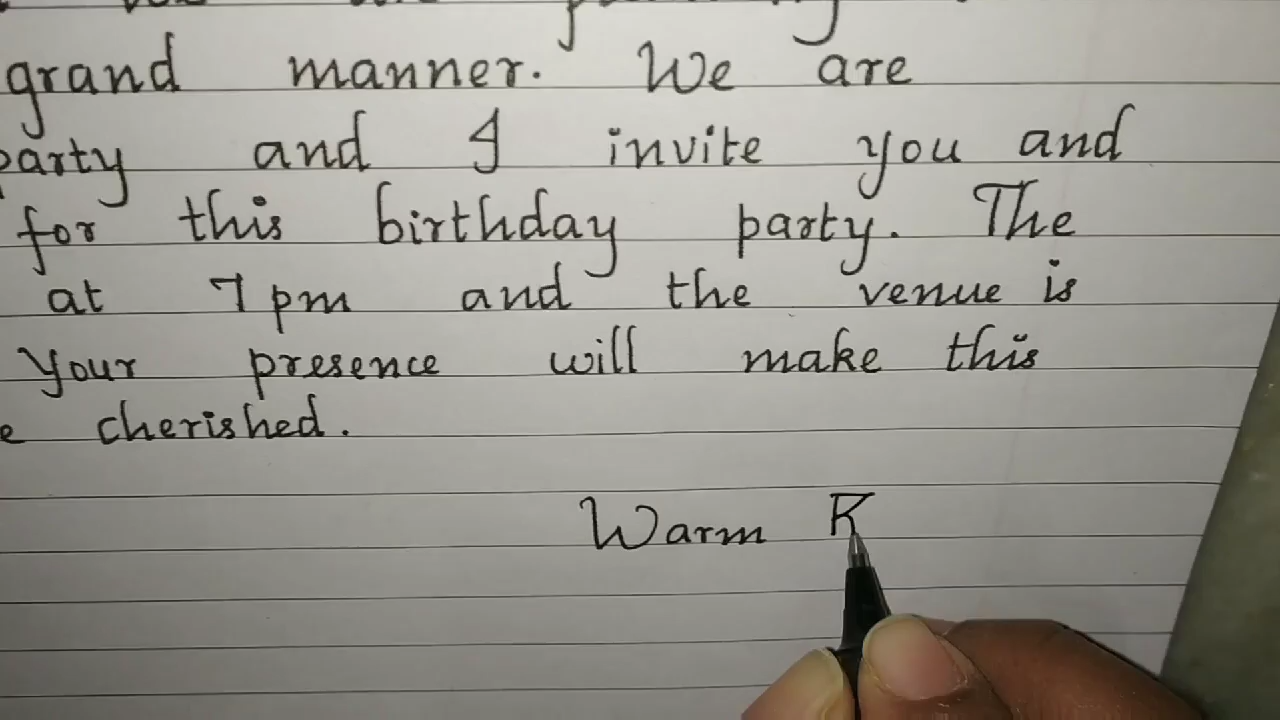 grand manner. We are
party and I invite you and
for this birthday party. The
at 7pm and the venue is
your presence will make this
e cherished.
Warm R